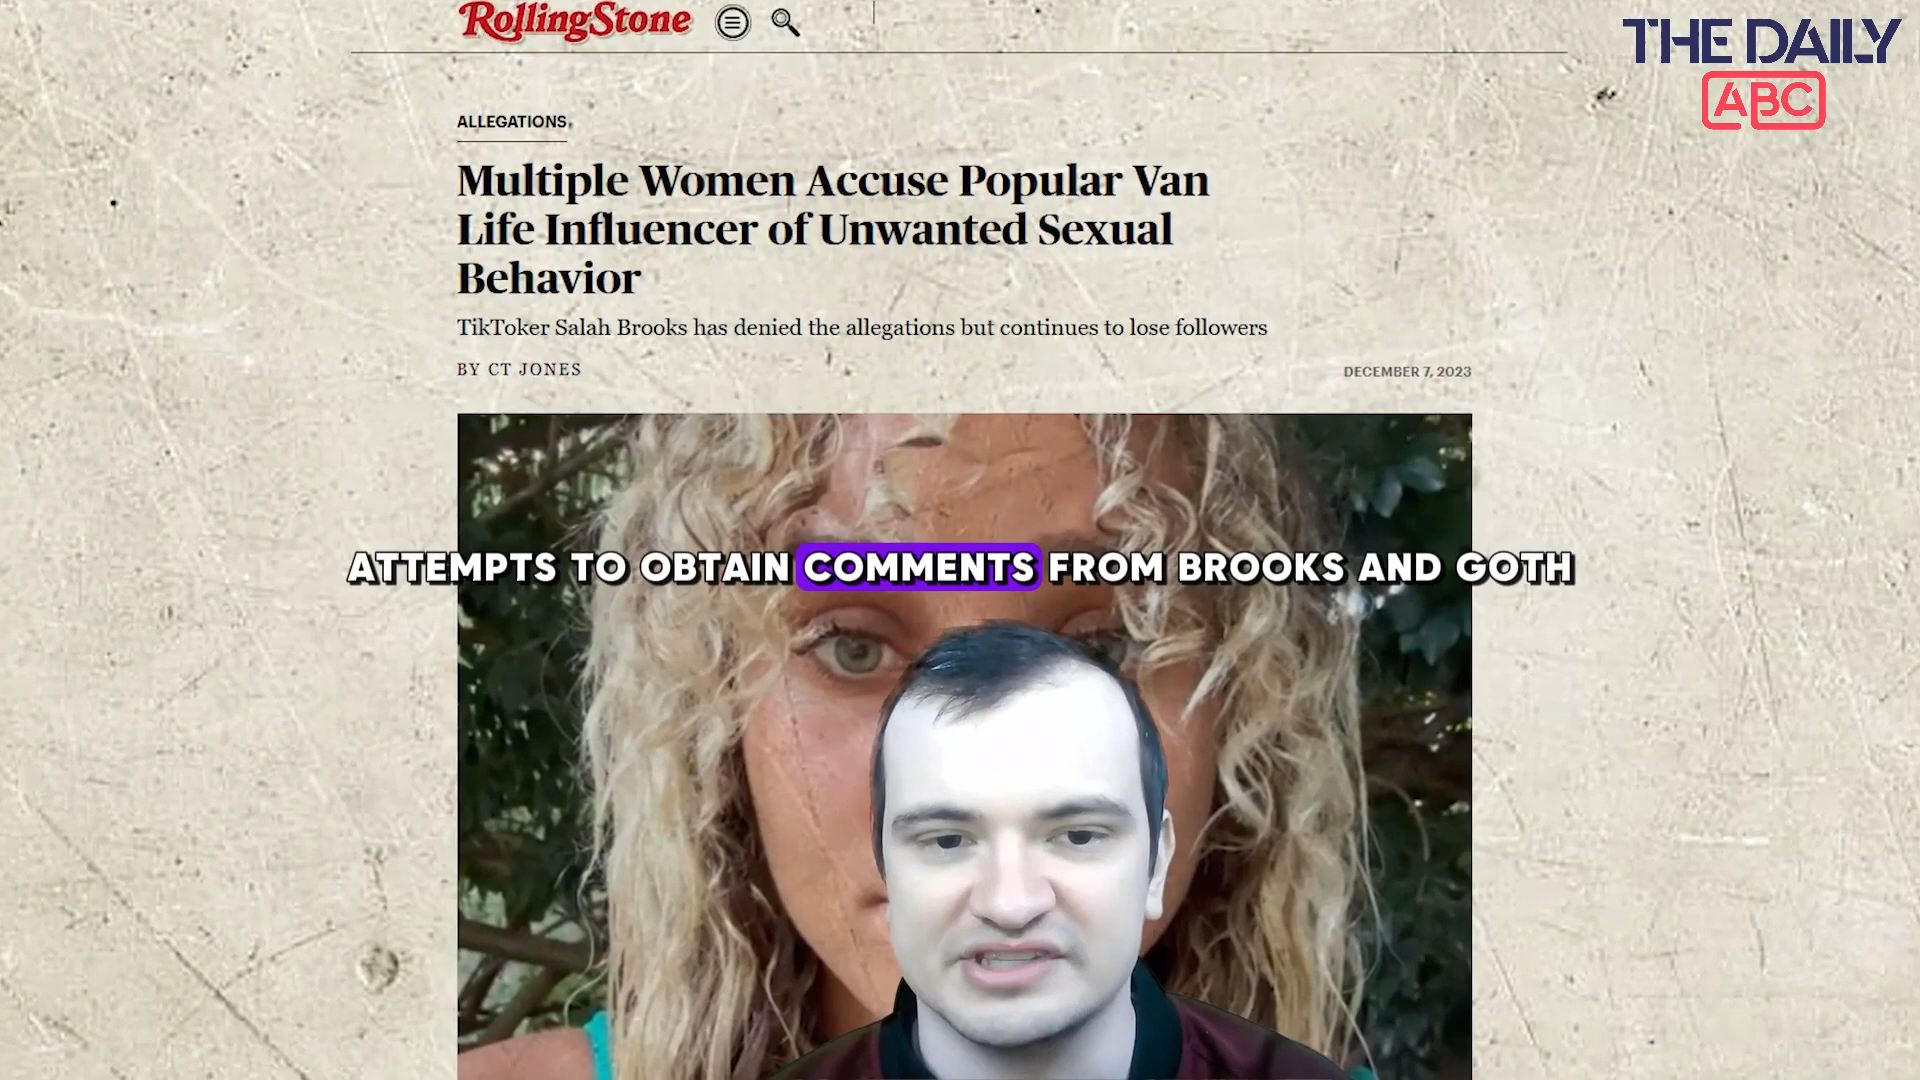 RollingStone
THE DAILY
ABC
ALLEGATIONS
Multiple Women Accuse Popular Van
Life Influencer of Unwanted Sexual
Behavior
TikToker Salah Brooks has denied the allegations but continues to lose followers
BY CT JONES
DECEMBER 7, 2023
ATTEMPTS TO OBTAIN COMMENTS FROM BROOKS AND GOTH